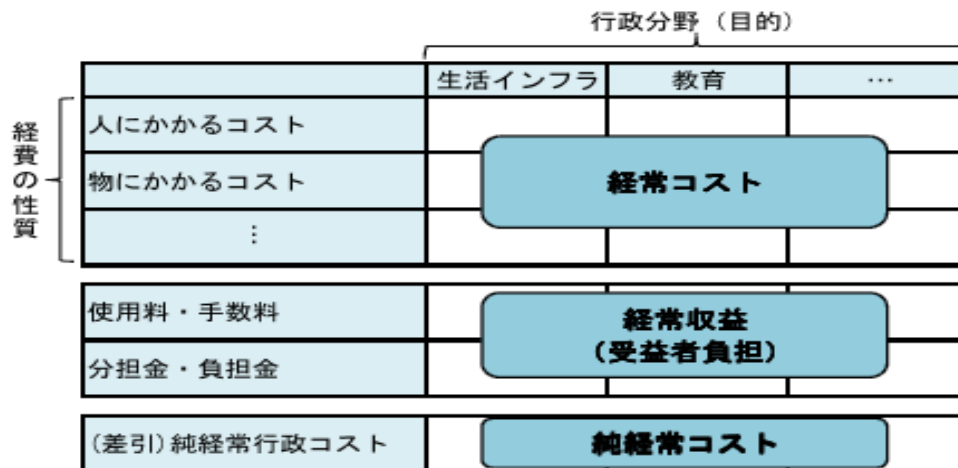 行政分野（目的）
生活インフラ 教育 …
経費の性質
人にかかるコスト
物にかかるコスト
経常コスト
⋮
使用料・手数料
分担金・負担金
経常収益
（受益者負担）
(差引)純経常行政コスト
純経常コスト